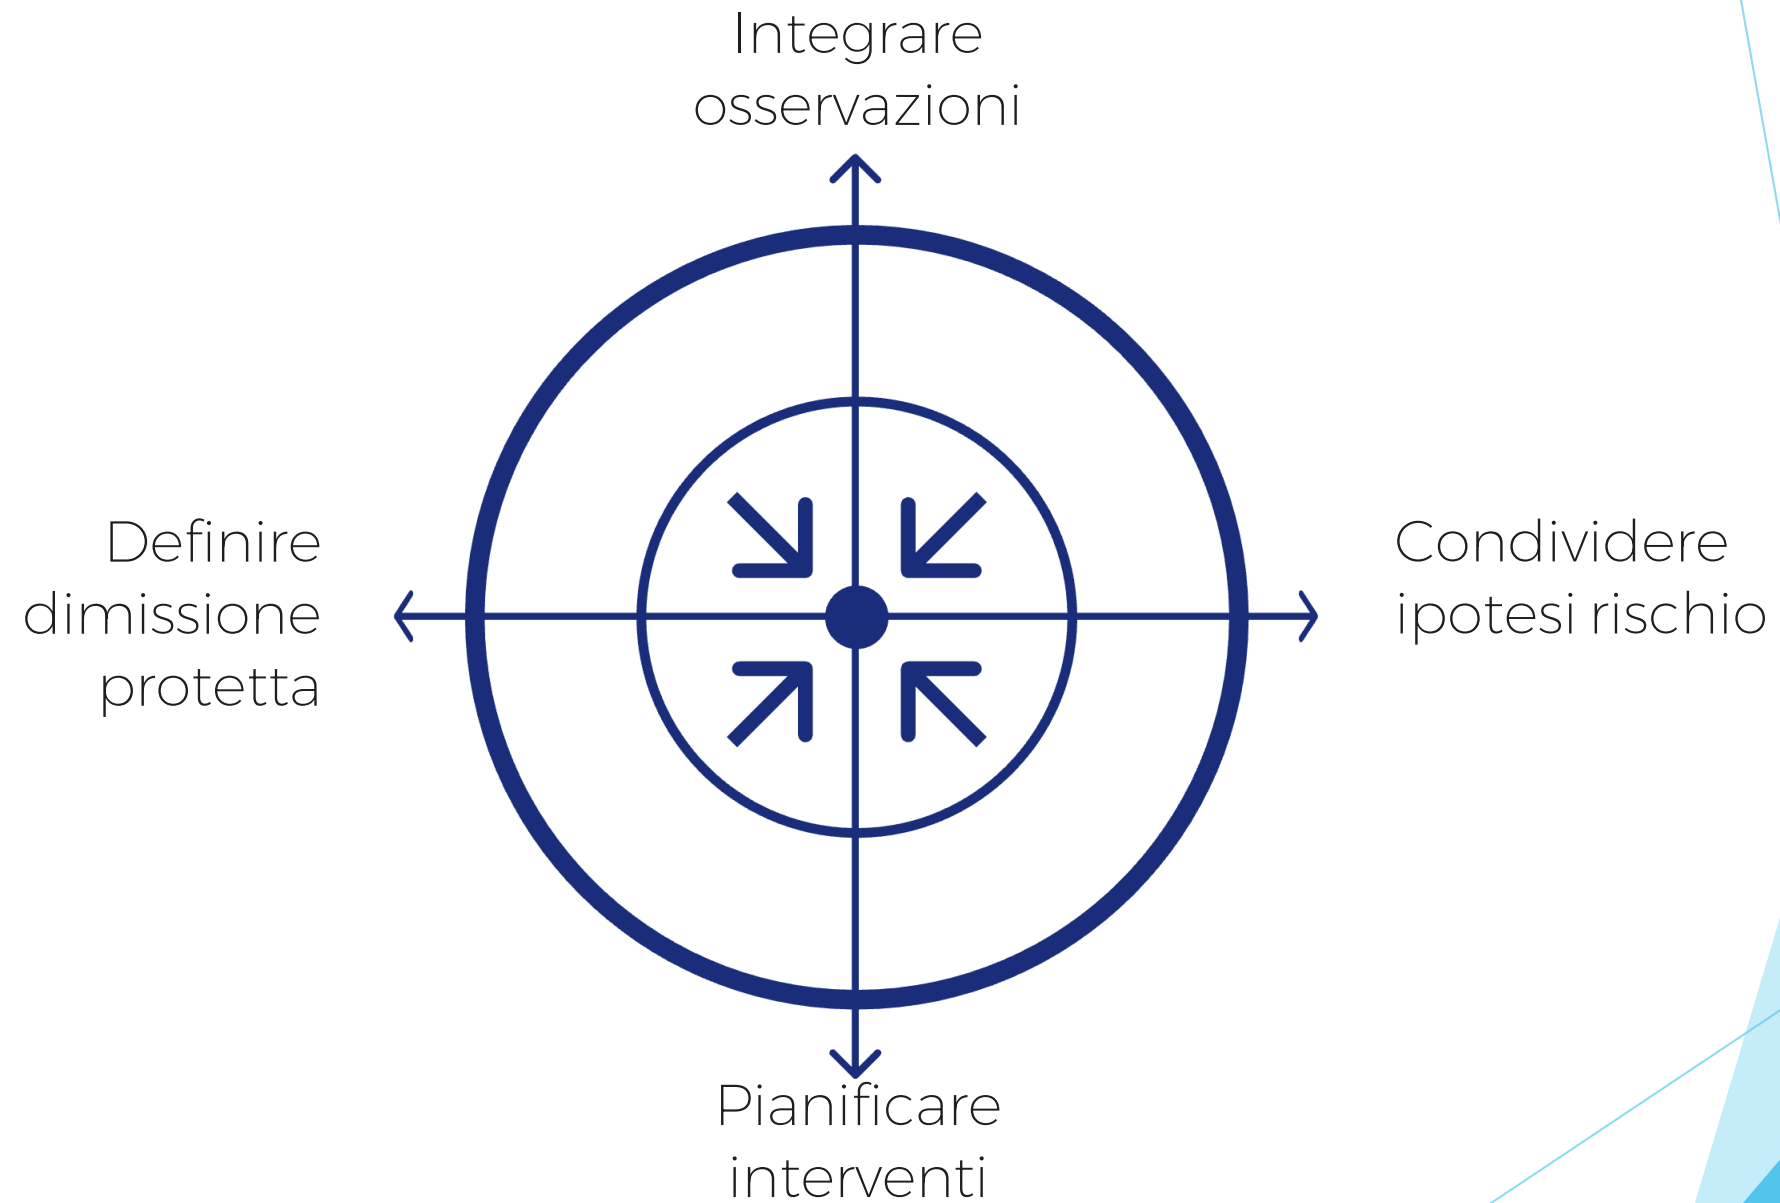 Integrare
osservazioni
Definire
dimissione
protetta
Condividere
ipotesi rischio
Pianificare
interventi